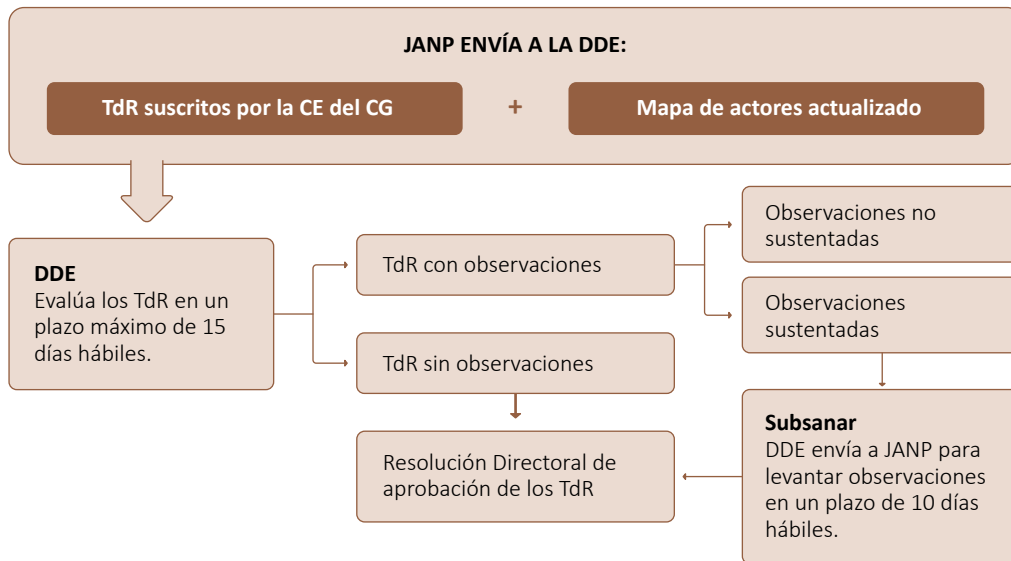 JANP ENVÍA A LA DDE:
TdR suscritos por la CE del CG
+
Mapa de actores actualizado
DDE
Evalúa los TdR en un
plazo máximo de 15
días hábiles.
TdR con observaciones
Observaciones no
sustentadas
Observaciones
sustentadas
TdR sin observaciones
Resolución Directoral de
aprobación de los TdR
Subsanar
DDE envía a JANP para
levantar observaciones
en un plazo de 10 días
hábiles.